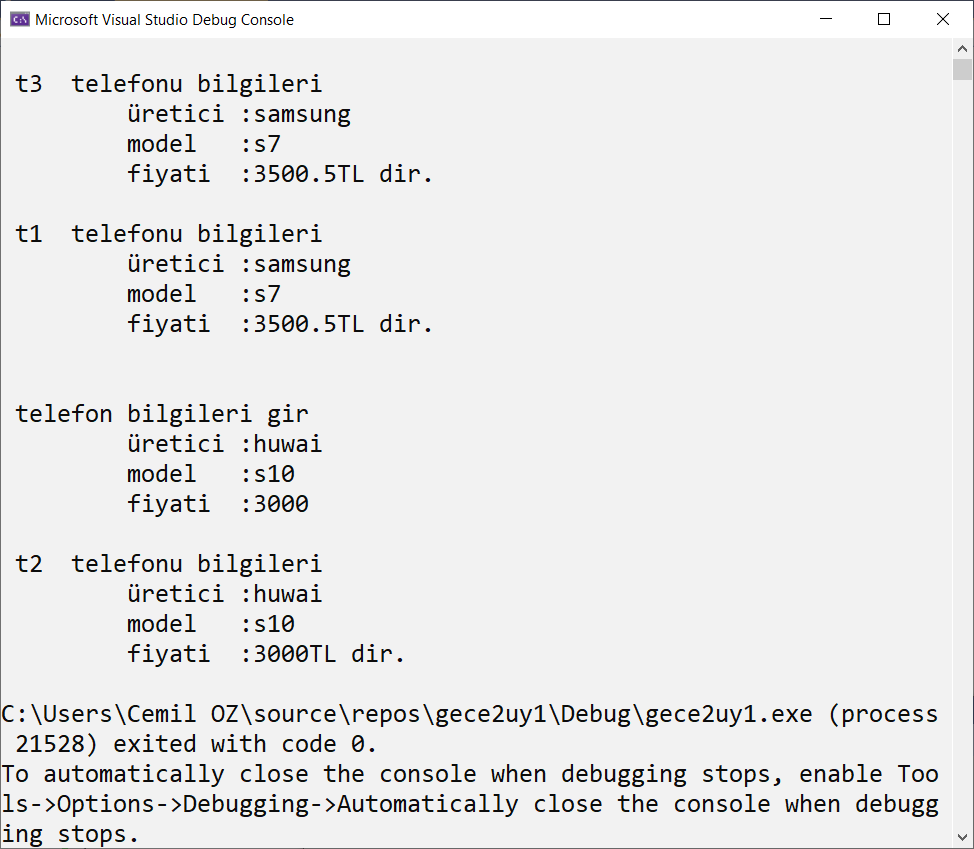 Microsoft Visual Studio Debug Console
t3  telefonu bilgileri
        üretici :samsung
        model   :s7
        fiyati  :3500.5TL dir.
t1  telefonu bilgileri
        üretici :samsung
        model   :s7
        fiyati  :3500.5TL dir.
telefon bilgileri gir
        üretici :huwai
        model   :s10
        fiyati  :3000
t2  telefonu bilgileri
        üretici :huwai
        model   :s10
        fiyati  :3000TL dir.
C:\Users\Cemil OZ\source\repos\gece2uy1\Debug\gece2uy1.exe (process
 21528) exited with code 0.
To automatically close the console when debugging stops, enable Too
ls->Options->Debugging->Automatically close the console when debugg
ing stops.